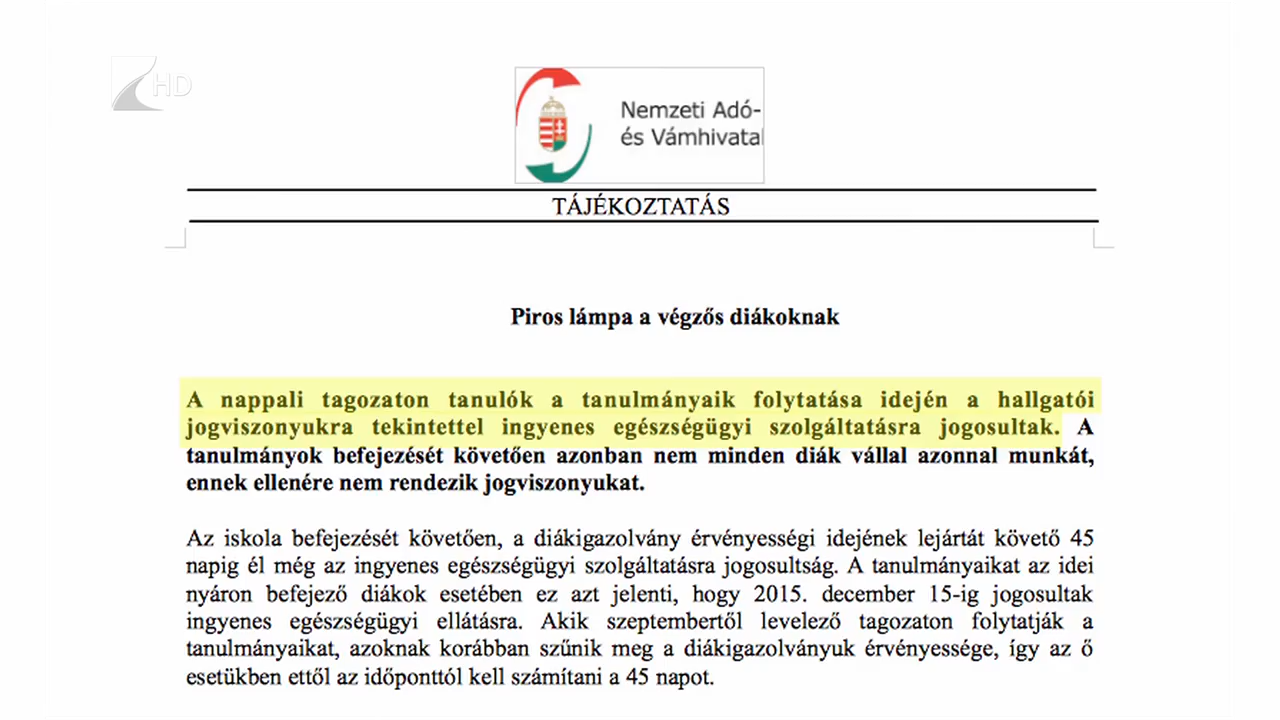 HD
Nemzeti Adó-
és Vámhivatal
TÁJÉKOZTATÁS
Piros lámpa a végzős diákoknak
A nappali tagozaton tanulók a tanulmányaik folytatása idején a hallgatói
jogviszonyukra tekintettel ingyenes egészségügyi szolgáltatásra jogosultak. A
tanulmányok befejezését követően azonban nem minden diák vállal azonnal munkát,
ennek ellenére nem rendezik jogviszonyukat.
Az iskola befejezését követően, a diákigazolvány érvényességi idejének lejártát követő 45
napig él még az ingyenes egészségügyi szolgáltatásra jogosultság. A tanulmányaikat az idei
nyáron befejező diákok esetében ez azt jelenti, hogy 2015. december 15-ig jogosultak
ingyenes egészségügyi ellátásra. Akik szeptembertől levelező tagozaton folytatják a
tanulmányaikat, azoknak korábban szűnik meg a diákigazolványuk érvényessége, így az ő
esetükben ettől az időponttól kell számítani a 45 napot.